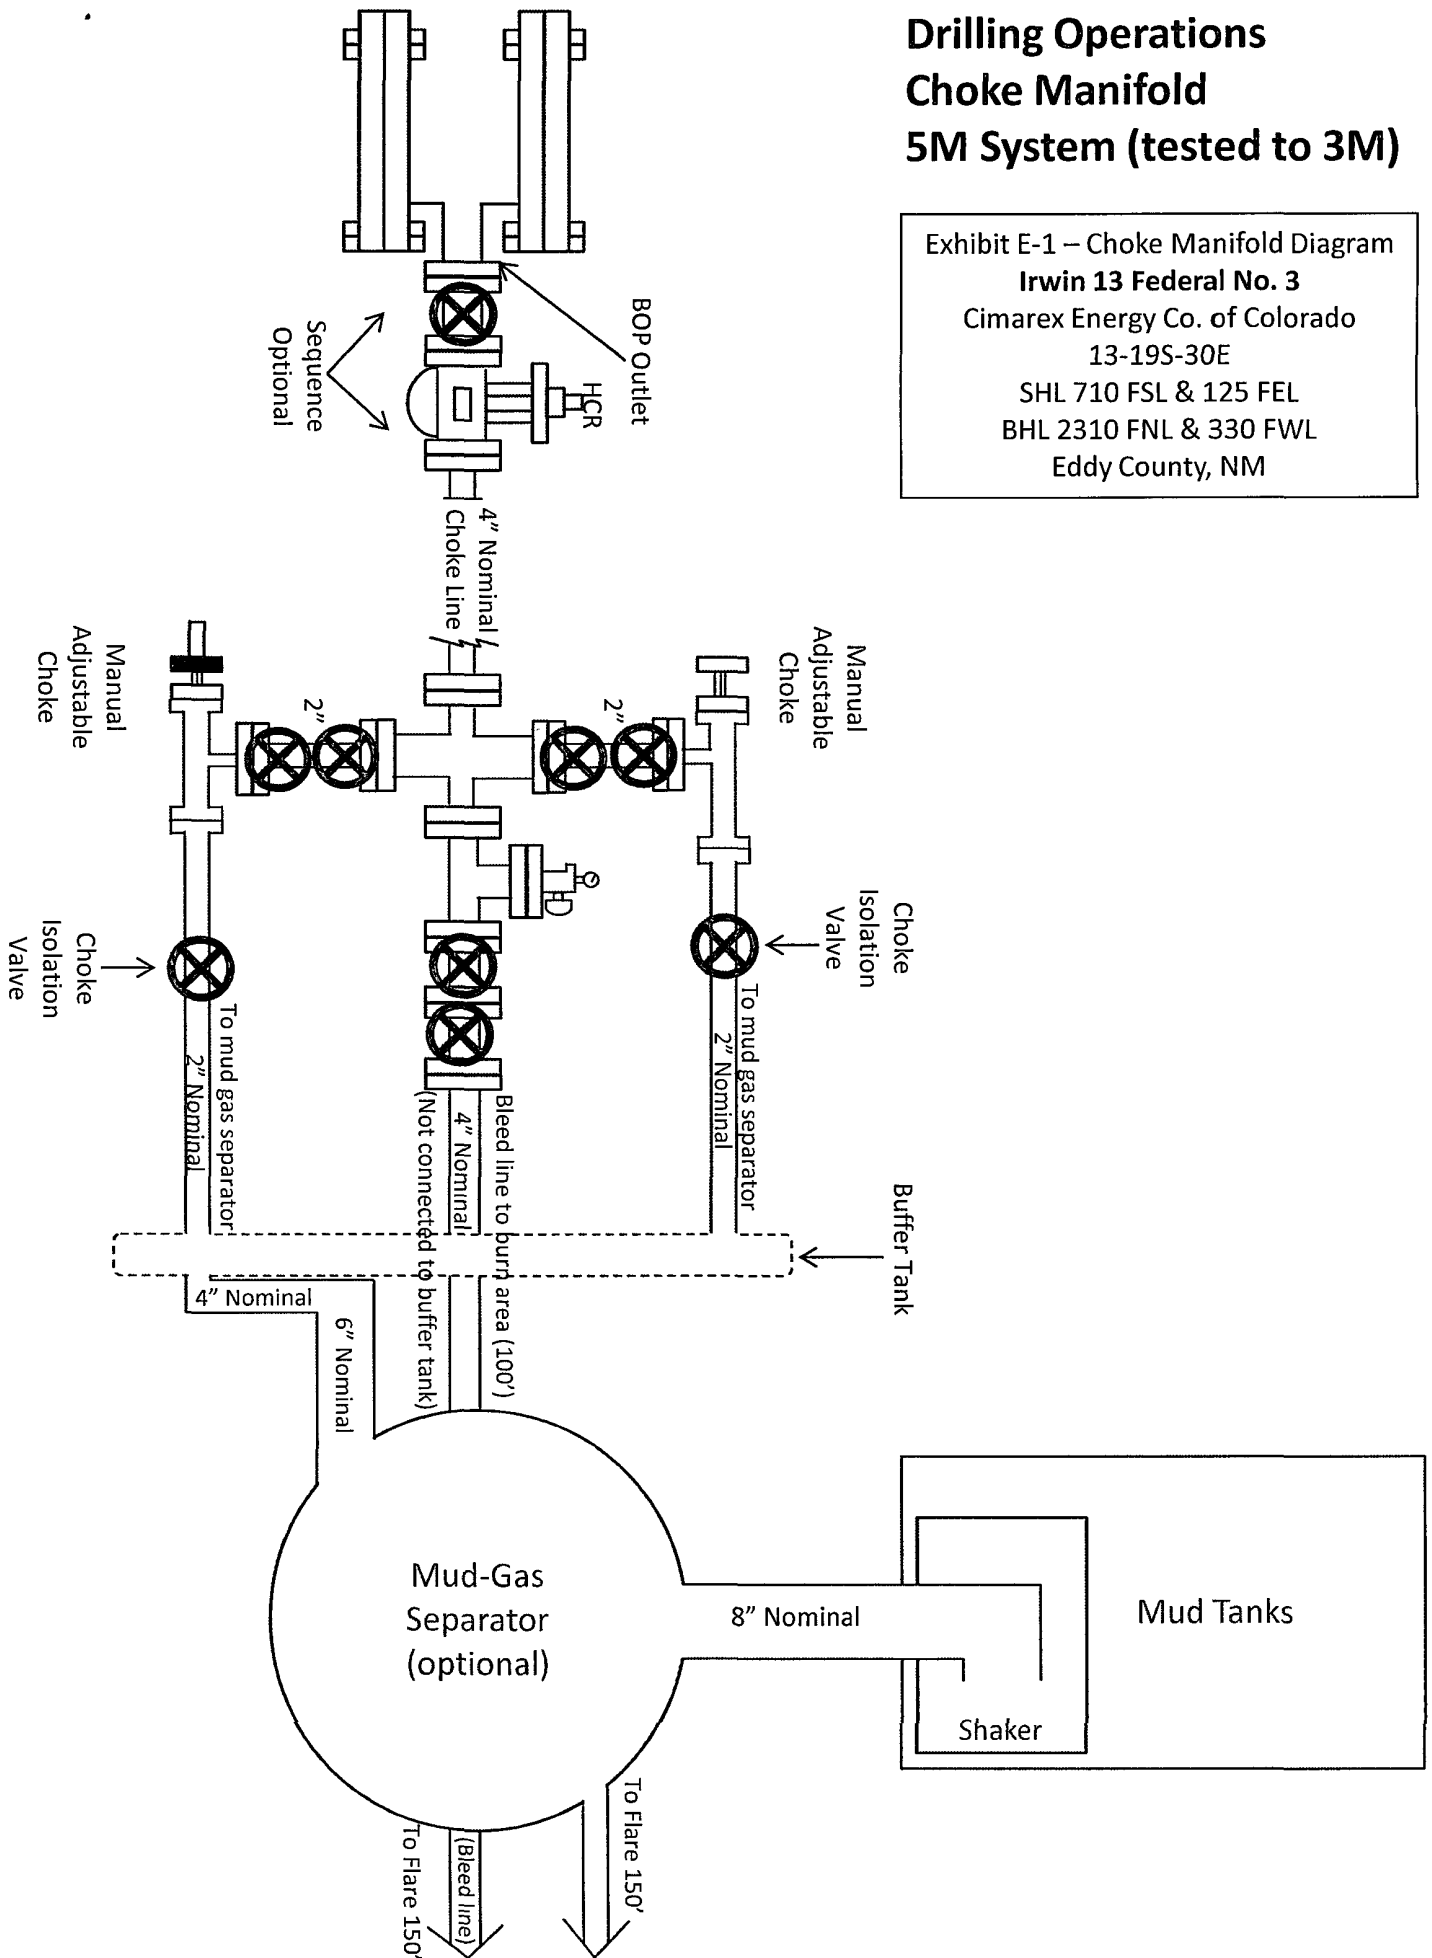 Drilling Operations
Choke Manifold
5M System (tested to 3M)
Exhibit E-1 – Choke Manifold Diagram
Irwin 13 Federal No. 3
Cimarex Energy Co. of Colorado
13-19S-30E
SHL 710 FSL & 125 FEL
BHL 2310 FNL & 330 FWL
Eddy County, NM
BOP Outlet
HCR
Sequence
Optional
4” Nominal
Choke Line
Manual
Adjustable
Choke
2”
2”
Manual
Adjustable
Choke
Choke
Isolation
Valve
Choke
Isolation
Valve
To mud gas separator
2” Nominal
Bleed line to burn area (100’)
4” Nominal
(Not connected to buffer tank)
To mud gas separator
2” Nominal
Buffer Tank
4” Nominal
6” Nominal
Mud-Gas
Separator
(optional)
8” Nominal
Mud Tanks
Shaker
To Flare 150’
(Bleed line)
To Flare 150’